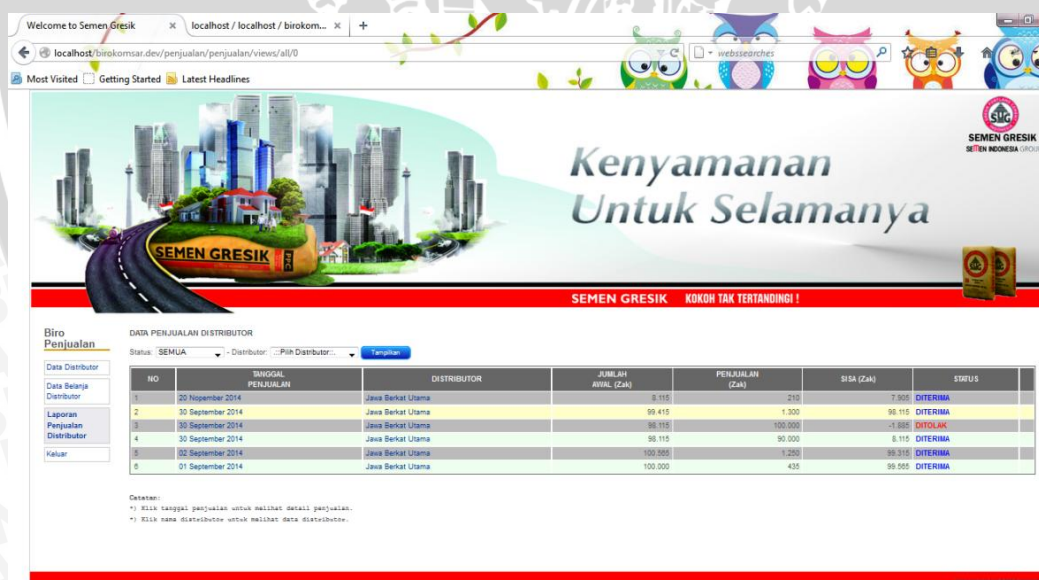 Welcome to Semen Gresik
localhost / localhost / birokom...
localhost/birokomsar.dev/penjualan/penjualan/views/all/0
webssearches
Most Visited Getting Started Latest Headlines
SEMEN GRESIK
SEMEN INDONESIA GROUP
Kenyamanan
Untuk Selamanya
SEMEN GRESIK PPC
SEMEN GRESIK KOKOH TAK TERTANDINGI !
Biro
Penjualan
Data Distributor
Data Belanja
Distributor
Laporan
Penjualan
Distributor
Keluar
DATA PENJUALAN DISTRIBUTOR
Status: SEMUA - Distributor: .::Pilih Distributor::. Tampilkan
NO TANGGAL PENJUALAN DISTRIBUTOR JUMLAH AWAL (Zak) PENJUALAN (Zak) SISA (Zak) STATUS
1 20 Nopember 2014 Jawa Berkat Utama 8.115 210 7.905 DITERIMA
2 30 September 2014 Jawa Berkat Utama 99.415 1.300 98.115 DITERIMA
3 30 September 2014 Jawa Berkat Utama 98.115 100.000 -1.885 DITOLAK
4 30 September 2014 Jawa Berkat Utama 98.115 90.000 8.115 DITERIMA
5 02 September 2014 Jawa Berkat Utama 100.565 1.250 99.315 DITERIMA
6 01 September 2014 Jawa Berkat Utama 100.000 435 99.565 DITERIMA
Catatan:
*) Klik tanggal penjualan untuk melihat detail penjualan.
*) Klik nama distributor untuk melihat data distributor.